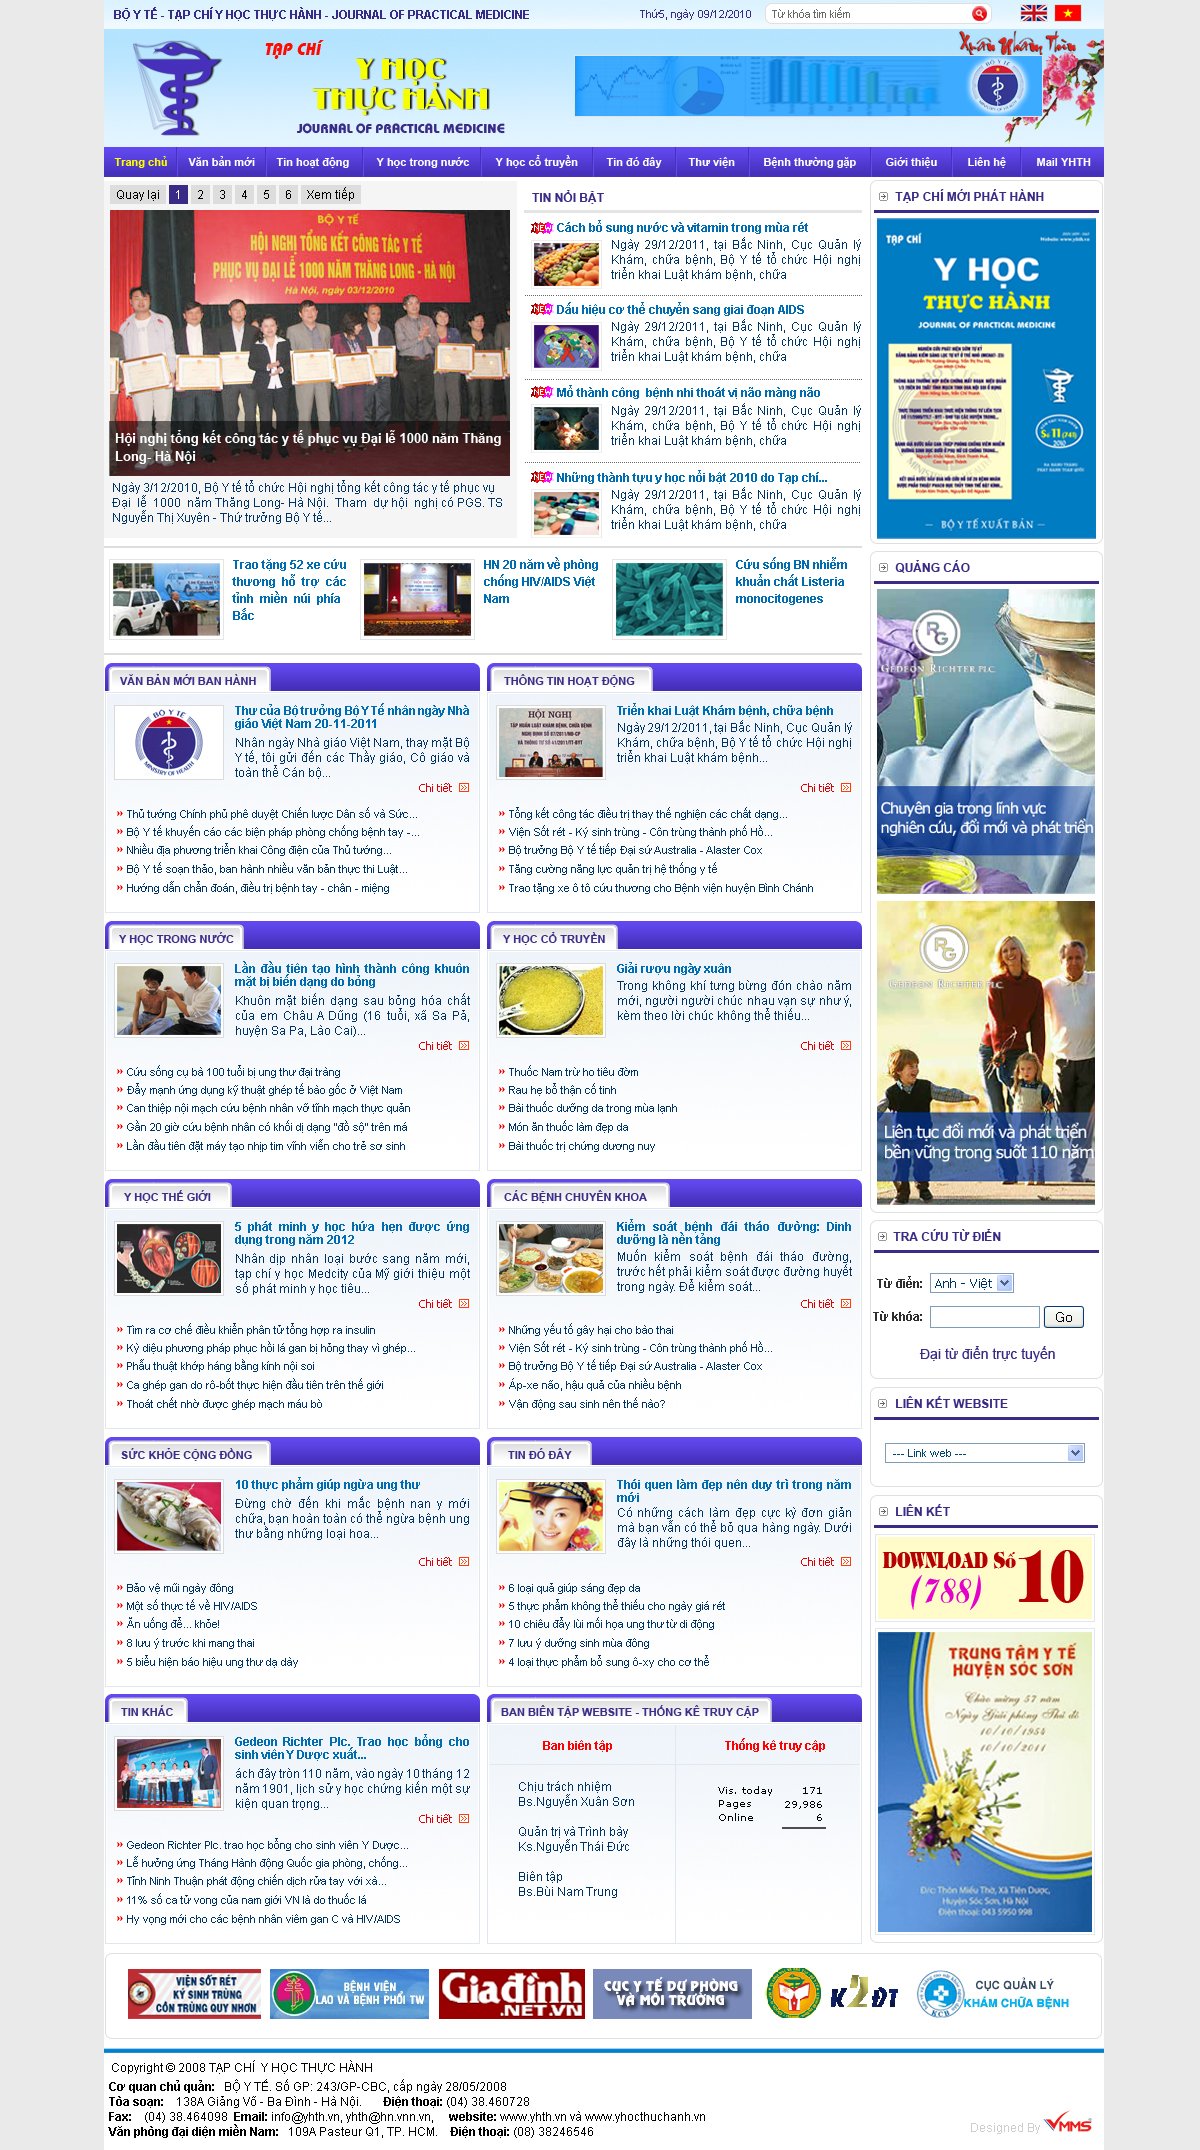 BỘ Y TẾ - TẠP CHÍ Y HỌC THỰC HÀNH - JOURNAL OF PRACTICAL MEDICINE
Thứ 5, ngày 09/12/2010
Từ khóa tìm kiếm
TẠP CHÍ
Y HỌC
THỰC HÀNH
JOURNAL OF PRACTICAL MEDICINE
Xuân Nhâm Thìn
Trang chủ Văn bản mới Tin hoạt động Y học trong nước Y học cổ truyền Tin đó đây Thư viện Bệnh thường gặp Giới thiệu Liên hệ Mail YHTH
Quay lại 1 2 3 4 5 6 Xem tiếp
BỘ Y TẾ
HỘI NGHỊ TỔNG KẾT CÔNG TÁC Y TẾ
PHỤC VỤ ĐẠI LỄ 1000 NĂM THĂNG LONG - HÀ NỘI
Hà Nội, ngày 03/12/2010
Hội nghị tổng kết công tác y tế phục vụ Đại lễ 1000 năm Thăng
Long- Hà Nội
Ngày 3/12/2010, Bộ Y tế tổ chức Hội nghị tổng kết công tác y tế phục vụ
Đại lễ 1000 năm Thăng Long- Hà Nội. Tham dự hội nghị có PGS. TS
Nguyễn Thị Xuyên - Thứ trưởng Bộ Y tế...
TIN NỔI BẬT
NEW Cách bổ sung nước và vitamin trong mùa rét
Ngày 29/12/2011, tại Bắc Ninh, Cục Quản lý
Khám, chữa bệnh, Bộ Y tế tổ chức Hội nghị
triển khai Luật khám bệnh, chữa
NEW Dấu hiệu cơ thể chuyển sang giai đoạn AIDS
Ngày 29/12/2011, tại Bắc Ninh, Cục Quản lý
Khám, chữa bệnh, Bộ Y tế tổ chức Hội nghị
triển khai Luật khám bệnh, chữa
NEW Mổ thành công bệnh nhi thoát vị não màng não
Ngày 29/12/2011, tại Bắc Ninh, Cục Quản lý
Khám, chữa bệnh, Bộ Y tế tổ chức Hội nghị
triển khai Luật khám bệnh, chữa
NEW Những thành tựu y học nổi bật 2010 do Tạp chí...
Ngày 29/12/2011, tại Bắc Ninh, Cục Quản lý
Khám, chữa bệnh, Bộ Y tế tổ chức Hội nghị
triển khai Luật khám bệnh, chữa
TẠP CHÍ MỚI PHÁT HÀNH
TẠP CHÍ
Y HỌC
THỰC HÀNH
JOURNAL OF PRACTICAL MEDICINE
Số 11 (741)
2010
BỘ Y TẾ XUẤT BẢN
Trao tặng 52 xe cứu
thương hỗ trợ các
tỉnh miền núi phía
Bắc
HN 20 năm về phòng
chống HIV/AIDS Việt
Nam
Cứu sống BN nhiễm
khuẩn chất Listeria
monocitogenes
QUẢNG CÁO
RG
GEDEON RICHTER PLC.
Chuyên gia trong lĩnh vực
nghiên cứu, đổi mới và phát triển
RG
GEDEON RICHTER PLC
Liên tục đổi mới và phát triển
bền vững trong suốt 110 năm
VĂN BẢN MỚI BAN HÀNH
BỘ Y TẾ
MINISTRY OF HEALTH
Thư của Bộ trưởng Bộ Y Tế nhân ngày Nhà
giáo Việt Nam 20-11-2011
Nhân ngày Nhà giáo Việt Nam, thay mặt Bộ
Y tế, tôi gửi đến các Thầy giáo, Cô giáo và
toàn thể Cán bộ...
Chi tiết
Thủ tướng Chính phủ phê duyệt Chiến lược Dân số và Sức...
Bộ Y tế khuyến cáo các biện pháp phòng chống bệnh tay -...
Nhiều địa phương triển khai Công điện của Thủ tướng...
Bộ Y tế soạn thảo, ban hành nhiều văn bản thực thi Luật...
Hướng dẫn chẩn đoán, điều trị bệnh tay - chân - miệng
THÔNG TIN HOẠT ĐỘNG
HỘI NGHỊ
Triển khai Luật Khám bệnh, chữa bệnh
Ngày 29/12/2011, tại Bắc Ninh, Cục Quản lý
Khám, chữa bệnh, Bộ Y tế tổ chức Hội nghị
triển khai Luật khám bệnh...
Chi tiết
Tổng kết công tác điều trị thay thế nghiện các chất dạng...
Viện Sốt rét - Ký sinh trùng - Côn trùng thành phố Hồ...
Bộ trưởng Bộ Y tế tiếp Đại sứ Australia - Alaster Cox
Tăng cường năng lực quản trị hệ thống y tế
Trao tặng xe ô tô cứu thương cho Bệnh viện huyện Bình Chánh
Y HỌC TRONG NƯỚC
Lần đầu tiên tạo hình thành công khuôn
mặt bị biến dạng do bỏng
Khuôn mặt biến dạng sau bỏng hóa chất
của em Châu A Dũng (16 tuổi, xã Sa Pả,
huyện Sa Pa, Lào Cai)...
Chi tiết
Cứu sống cụ bà 100 tuổi bị ung thư đại tràng
Đẩy mạnh ứng dụng kỹ thuật ghép tế bào gốc ở Việt Nam
Can thiệp nội mạch cứu bệnh nhân vỡ tĩnh mạch thực quản
Gần 20 giờ cứu bệnh nhân có khối dị dạng "đồ sộ" trên má
Lần đầu tiên đặt máy tạo nhịp tim vĩnh viễn cho trẻ sơ sinh
Y HỌC CỔ TRUYỀN
Giải rượu ngày xuân
Trong không khí tưng bừng đón chào năm
mới, người người chúc nhau vạn sự như ý,
kèm theo lời chúc không thể thiếu...
Chi tiết
Thuốc Nam trừ ho tiêu đờm
Rau hẹ bổ thận cố tinh
Bài thuốc dưỡng da trong mùa lạnh
Món ăn thuốc làm đẹp da
Bài thuốc trị chứng dương nuy
Y HỌC THẾ GIỚI
5 phát minh y học hứa hẹn được ứng
dụng trong năm 2012
Nhân dịp nhân loại bước sang năm mới,
tạp chí y học Medcity của Mỹ giới thiệu một
số phát minh y học tiêu...
Chi tiết
Tìm ra cơ chế điều khiển phân tử tổng hợp ra insulin
Kỳ diệu phương pháp phục hồi lá gan bị hỏng thay vì ghép...
Phẫu thuật khớp háng bằng kính nội soi
Ca ghép gan do rô-bốt thực hiện đầu tiên trên thế giới
Thoát chết nhờ được ghép mạch máu bò
CÁC BỆNH CHUYÊN KHOA
Kiểm soát bệnh đái tháo đường: Dinh
dưỡng là nền tảng
Muốn kiểm soát bệnh đái tháo đường,
trước hết phải kiểm soát được đường huyết
trong ngày. Để kiểm soát...
Chi tiết
Những yếu tố gây hại cho bào thai
Viện Sốt rét - Ký sinh trùng - Côn trùng thành phố Hồ...
Bộ trưởng Bộ Y tế tiếp Đại sứ Australia - Alaster Cox
Áp-xe não, hậu quả của nhiều bệnh
Vận động sau sinh nên thế nào?
TRA CỨU TỪ ĐIỂN
Từ điển: Anh - Việt
Từ khóa: Go
Đại từ điển trực tuyến
LIÊN KẾT WEBSITE
--- Link web ---
LIÊN KẾT
DOWNLOAD Số 10
(788)
TRUNG TÂM Y TẾ
HUYỆN SÓC SƠN
Chào mừng 57 năm
Ngày Giải phóng Thủ đô
10/10/1954
10/10/2011
Đ/c: Thôn Miếu Thờ, Xã Tiên Dược,
Huyện Sóc Sơn, Hà Nội
Điện thoại: 043 5950 998
SỨC KHỎE CỘNG ĐỒNG
10 thực phẩm giúp ngừa ung thư
Đừng chờ đến khi mắc bệnh nan y mới
chữa, bạn hoàn toàn có thể ngừa bệnh ung
thư bằng những loại hoa...
Chi tiết
Bảo vệ mũi ngày đông
Một số thực tế về HIV/AIDS
Ăn uống để... khỏe!
8 lưu ý trước khi mang thai
5 biểu hiện báo hiệu ung thư dạ dày
TIN ĐÓ ĐÂY
Thói quen làm đẹp nên duy trì trong năm
mới
Có những cách làm đẹp cực kỳ đơn giản
mà bạn vẫn có thể bỏ qua hàng ngày. Dưới
đây là những thói quen...
Chi tiết
6 loại quả giúp sáng đẹp da
5 thực phẩm không thể thiếu cho ngày giá rét
10 chiêu đẩy lùi mối họa ung thư từ di động
7 lưu ý dưỡng sinh mùa đông
4 loại thực phẩm bổ sung ô-xy cho cơ thể
TIN KHÁC
Gedeon Richter Plc. Trao học bổng cho
sinh viên Y Dược xuất...
ách đây tròn 110 năm, vào ngày 10 tháng 12
năm 1901, lịch sử y học chứng kiến một sự
kiện quan trọng...
Chi tiết
Gedeon Richter Plc. trao học bổng cho sinh viên Y Dược...
Lễ hưởng ứng Tháng Hành động Quốc gia phòng, chống...
Tỉnh Ninh Thuận phát động chiến dịch rửa tay với xà...
11% số ca tử vong của nam giới VN là do thuốc lá
Hy vọng mới cho các bệnh nhân viêm gan C và HIV/AIDS
BAN BIÊN TẬP WEBSITE - THỐNG KÊ TRUY CẬP
Ban biên tập
Chịu trách nhiệm
Bs.Nguyễn Xuân Sơn
Quản trị và Trình bày
Ks.Nguyễn Thái Đức
Biên tập
Bs.Bùi Nam Trung
Thống kê truy cập
Vis. today 171
Pages 29,986
Online 6
VIỆN SỐT RÉT
KÝ SINH TRÙNG
CÔN TRÙNG QUY NHƠN
BỆNH VIỆN
LAO VÀ BỆNH PHỔI TW
Giađình
.NET.VN
CỤC Y TẾ DỰ PHÒNG
VÀ MÔI TRƯỜNG
K2ĐT
KCB
CỤC QUẢN LÝ
KHÁM CHỮA BỆNH
Copyright © 2008 TẠP CHÍ Y HỌC THỰC HÀNH
Cơ quan chủ quản: BỘ Y TẾ. Số GP: 243/GP-CBC, cấp ngày 28/05/2008
Tòa soạn: 138A Giảng Võ - Ba Đình - Hà Nội. Điện thoại: (04) 38.460728
Fax: (04) 38.464098 Email: info@yhth.vn, yhth@hn.vnn.vn, website: www.yhth.vn và www.yhocthuchanh.vn
Văn phòng đại diện miền Nam: 109A Pasteur Q1, TP. HCM. Điện thoại: (08) 38246546
Designed By VMMS